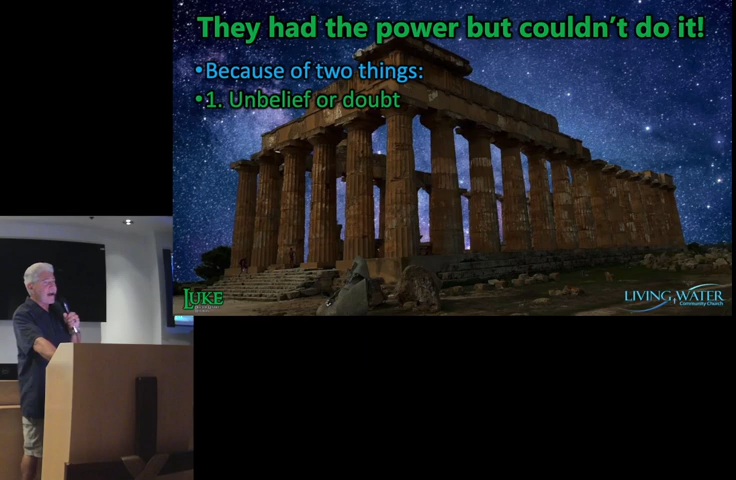 They had the power but couldn't do it!
•Because of two things:
•1. Unbelief or doubt
LUKE
LIVING WATER
Community Church